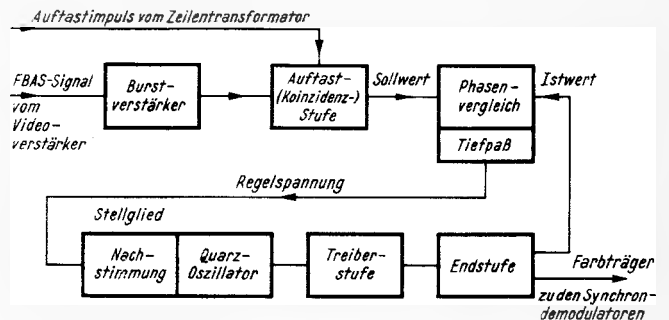 Auftastimpuls vom Zeilentransformator
FBAS-Signal
vom
Video-
verstärker
Burst-
verstärker
Auftast-
(Koinzidenz-)
Stufe
Sollwert
Phasen-
vergleich
Tiefpaß
Istwert
Regelspannung
Stellglied
Nach-
stimmung
Quarz-
Oszillator
Treiber-
stufe
Endstufe
Farbträger
zu den Synchron-
demodulatoren